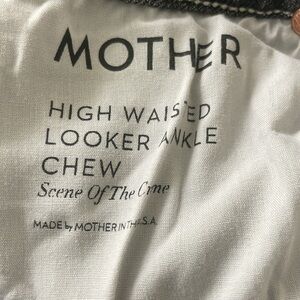 MOTHER
HIGH WAISTED
LOOKER ANKLE
CHEW
Scene Of The Crime
MADE by MOTHER IN THE U.S.A.